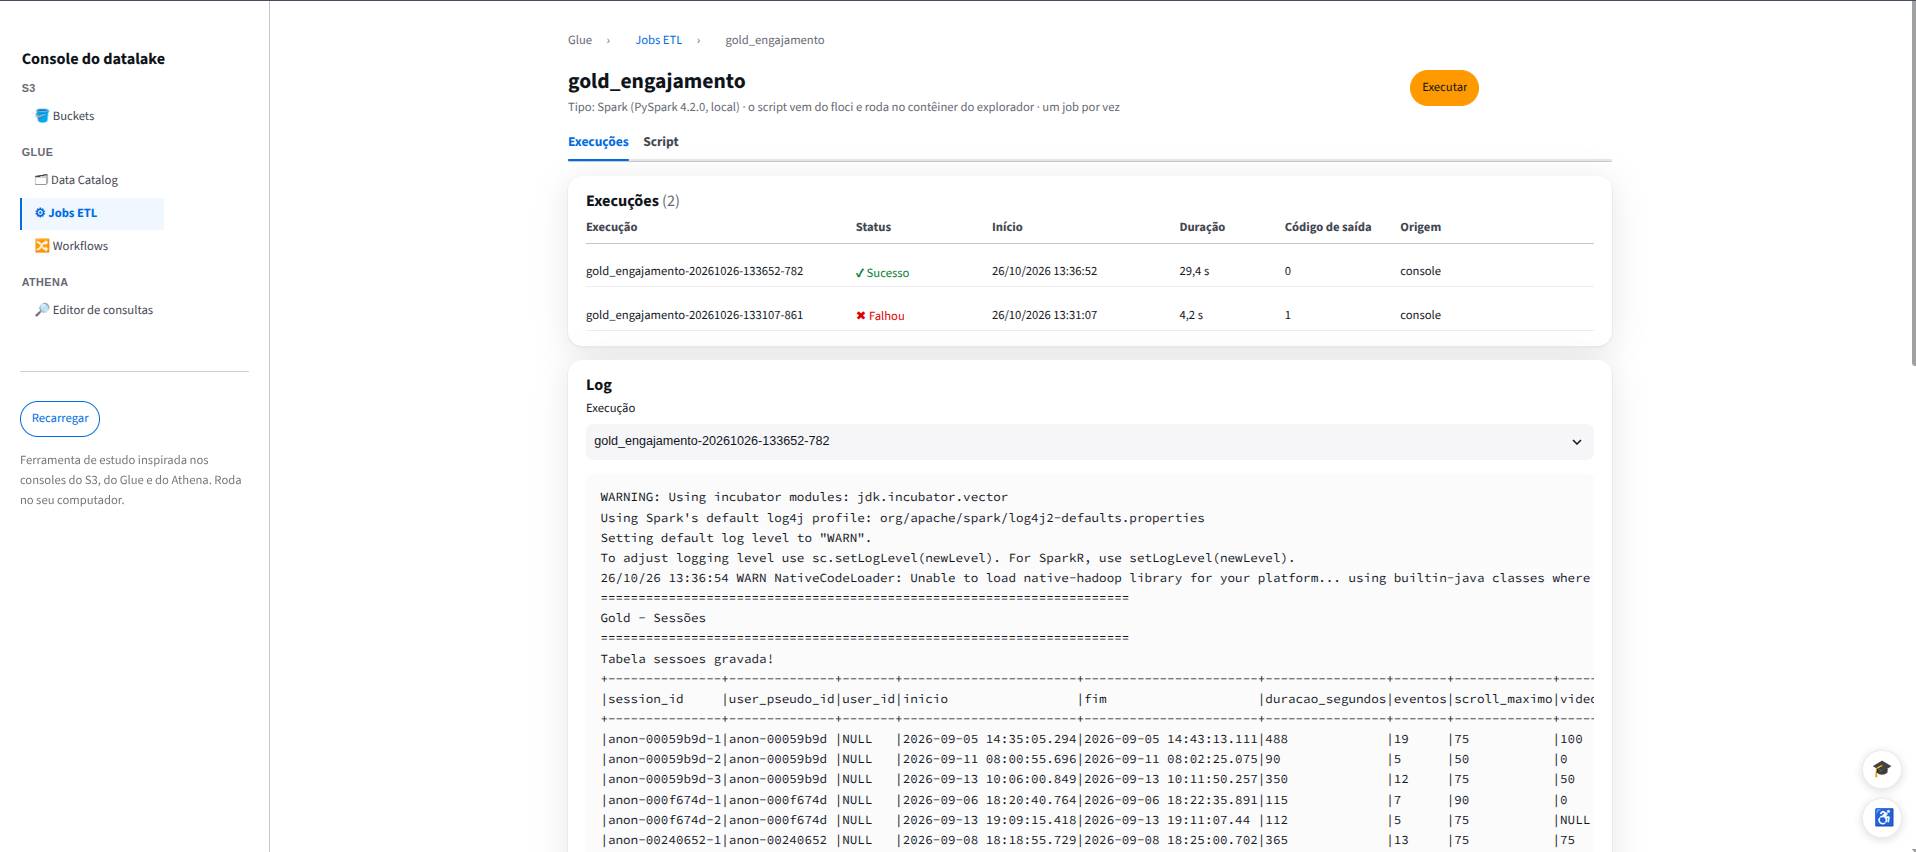 Console do datalake
S3
Buckets
GLUE
Data Catalog
Jobs ETL
Workflows
ATHENA
Editor de consultas
Recarregar
Ferramenta de estudo inspirada nos
consoles do S3, do Glue e do Athena. Roda
no seu computador.
Glue › Jobs ETL › gold_engajamento
gold_engajamento
Executar
Tipo: Spark (PySpark 4.2.0, local) · o script vem do floci e roda no contêiner do explorador · um job por vez
Execuções Script
Execuções (2)
Execução Status Início Duração Código de saída Origem
gold_engajamento-20261026-133652-782 ✓ Sucesso 26/10/2026 13:36:52 29,4 s 0 console
gold_engajamento-20261026-133107-861 ✖ Falhou 26/10/2026 13:31:07 4,2 s 1 console
Log
Execução
gold_engajamento-20261026-133652-782
WARNING: Using incubator modules: jdk.incubator.vector
Using Spark's default log4j profile: org/apache/spark/log4j2-defaults.properties
Setting default log level to "WARN".
To adjust logging level use sc.setLogLevel(newLevel). For SparkR, use setLogLevel(newLevel).
26/10/26 13:36:54 WARN NativeCodeLoader: Unable to load native-hadoop library for your platform... using builtin-java classes where
======================================================================
Gold - Sessões
======================================================================
Tabela sessoes gravada!
+---------------+--------------+-------+-----------------------+-----------------------+----------------+-------+-------------+-----
|session_id     |user_pseudo_id|user_id|inicio                 |fim                    |duracao_segundos|eventos|scroll_maximo|video
+---------------+--------------+-------+-----------------------+-----------------------+----------------+-------+-------------+-----
|anon-00059b9d-1|anon-00059b9d |NULL   |2026-09-05 14:35:05.294|2026-09-05 14:43:13.111|488             |19     |75           |100
|anon-00059b9d-2|anon-00059b9d |NULL   |2026-09-11 08:00:55.696|2026-09-11 08:02:25.075|90              |5      |50           |0
|anon-00059b9d-3|anon-00059b9d |NULL   |2026-09-13 10:06:00.849|2026-09-13 10:11:50.257|350             |12     |75           |50
|anon-000f674d-1|anon-000f674d |NULL   |2026-09-06 18:20:40.764|2026-09-06 18:22:35.891|115             |7      |90           |0
|anon-000f674d-2|anon-000f674d |NULL   |2026-09-13 19:09:15.418|2026-09-13 19:11:07.44 |112             |5      |75           |NULL
|anon-00240652-1|anon-00240652 |NULL   |2026-09-08 18:18:55.729|2026-09-08 18:25:00.702|365             |13     |75           |75